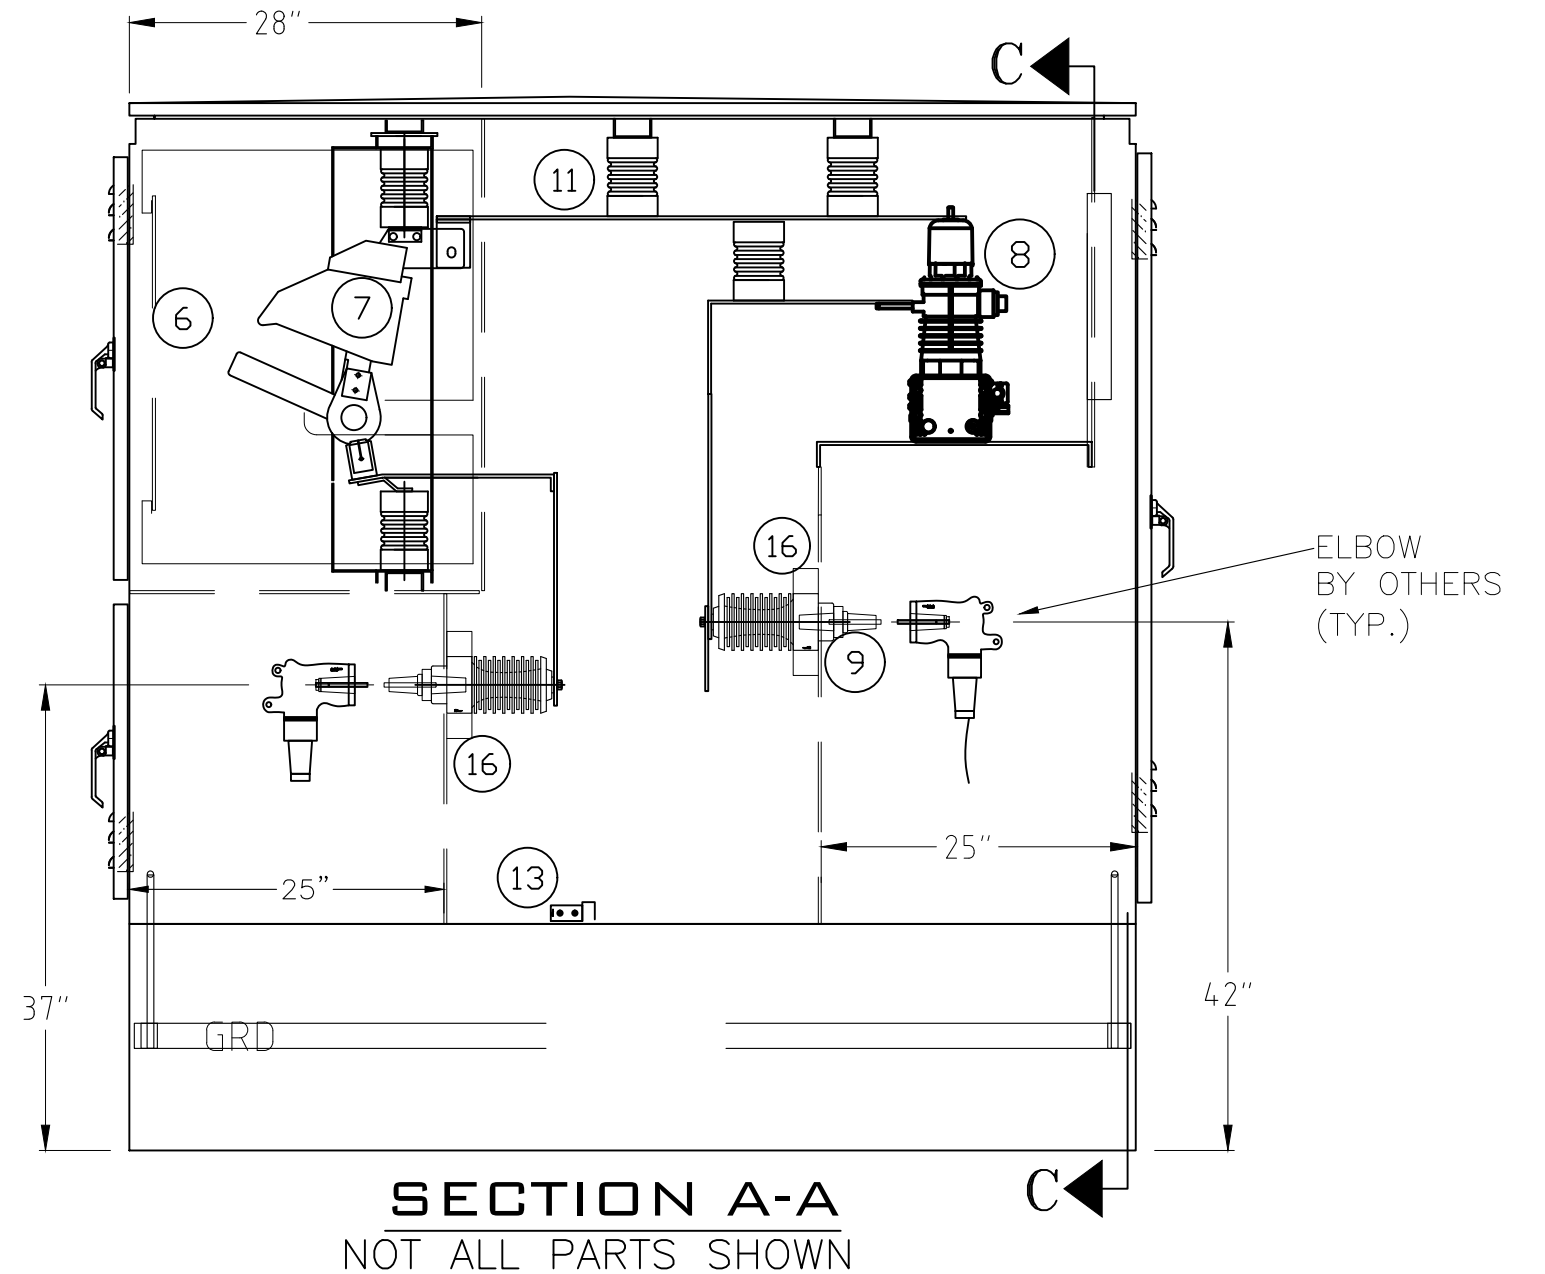 28"
C
11
8
6
7
16
ELBOW
BY OTHERS
(TYP.)
9
16
25"
13
25"
37"
42"
GRD
C
SECTION A-A
NOT ALL PARTS SHOWN